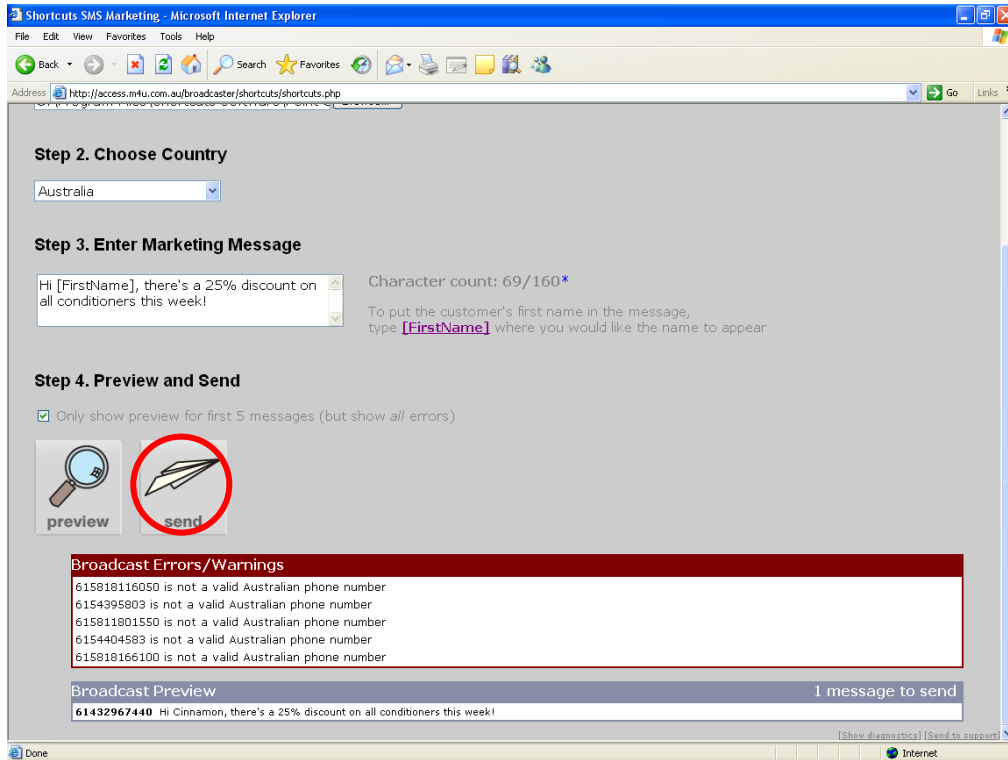 Shortcuts SMS Marketing - Microsoft Internet Explorer
File Edit View Favorites Tools Help
Back Search Favorites
Address http://access.m4u.com.au/broadcaster/shortcuts/shortcuts.php Go Links
Step 2. Choose Country
Australia
Step 3. Enter Marketing Message
Hi [FirstName], there's a 25% discount on
all conditioners this week!
Character count: 69/160*
To put the customer's first name in the message,
type [FirstName] where you would like the name to appear
Step 4. Preview and Send
Only show preview for first 5 messages (but show all errors)
preview send
Broadcast Errors/Warnings
615818116050 is not a valid Australian phone number
6154395803 is not a valid Australian phone number
615811801550 is not a valid Australian phone number
6154404583 is not a valid Australian phone number
615818166100 is not a valid Australian phone number
Broadcast Preview 1 message to send
61432967440 Hi Cinnamon, there's a 25% discount on all conditioners this week!
[Show diagnostics] [Send to support]
Done Internet